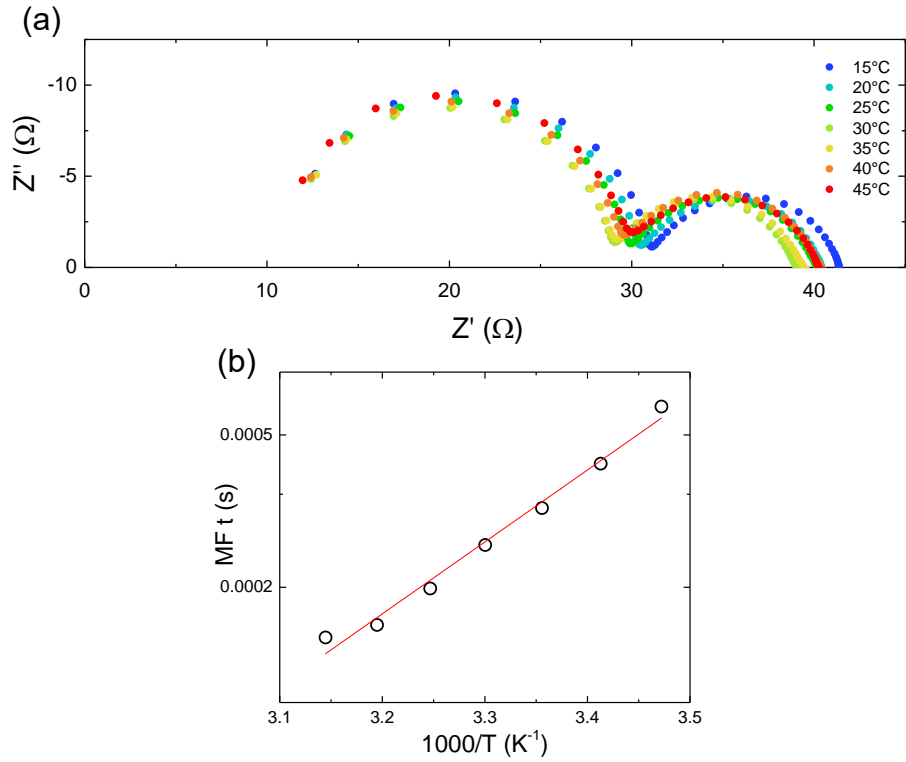 (a)
-10
-5
0
Z'' (Ω)
0
10
20
30
40
Z' (Ω)
15°C
20°C
25°C
30°C
35°C
40°C
45°C
(b)
0.0005
0.0002
MF t (s)
3.1
3.2
3.3
3.4
3.5
1000/T (K⁻¹)